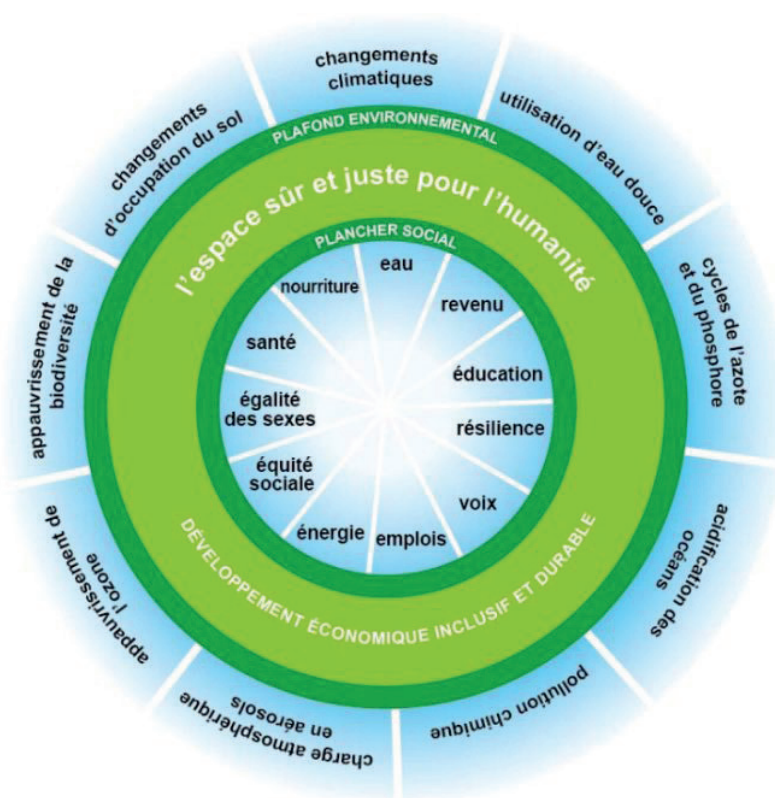 changements
climatiques
utilisation d'eau douce
cycles de l'azote
et du phosphore
acidification des
océans
pollution chimique
charge atmosphérique
en aérosols
appauvrissement de
l'ozone
appauvrissement de la
biodiversité
changements
d'occupation du sol
PLAFOND ENVIRONNEMENTAL
l'espace sûr et juste pour l'humanité
PLANCHER SOCIAL
eau
revenu
éducation
résilience
voix
emplois
énergie
équité
sociale
égalité
des sexes
santé
nourriture
DÉVELOPPEMENT ÉCONOMIQUE INCLUSIF ET DURABLE